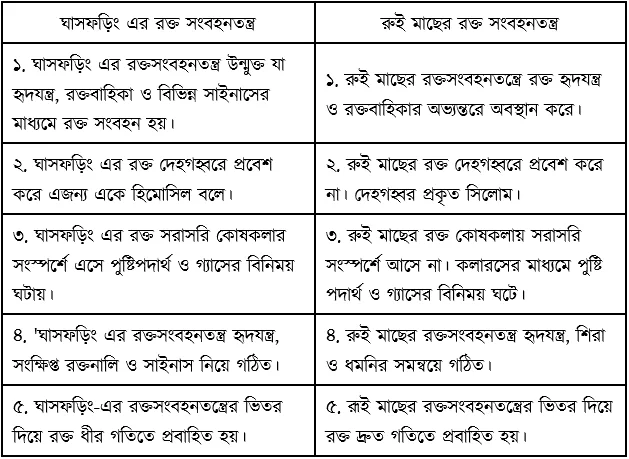 ঘাসফড়িং এর রক্ত সংবহনতন্ত্র
রুই মাছের রক্ত সংবহনতন্ত্র
১. ঘাসফড়িং এর রক্তসংবহনতন্ত্র উন্মুক্ত যা
হৃদযন্ত্র, রক্তবাহিকা ও বিভিন্ন সাইনাসের
মাধ্যমে রক্ত সংবহন হয়।
১. রুই মাছের রক্তসংবহনতন্ত্রে রক্ত হৃদযন্ত্র
ও রক্তবাহিকার অভ্যন্তরে অবস্থান করে।
২. ঘাসফড়িং এর রক্ত দেহগহ্বরে প্রবেশ
করে এজন্য একে হিমোসিল বলে।
২. রুই মাছের রক্ত দেহগহ্বরে প্রবেশ করে
না। দেহগহ্বর প্রকৃত সিলোম।
৩. ঘাসফড়িং এর রক্ত সরাসরি কোষকলার
সংস্পর্শে এসে পুষ্টিপদার্থ ও গ্যাসের বিনিময়
ঘটায়।
৩. রুই মাছের রক্ত কোষকলায় সরাসরি
সংস্পর্শে আসে না। কলারসের মাধ্যমে পুষ্টি
পদার্থ ও গ্যাসের বিনিময় ঘটে।
৪. 'ঘাসফড়িং এর রক্তসংবহনতন্ত্র হৃদযন্ত্র,
সংক্ষিপ্ত রক্তনালি ও সাইনাস নিয়ে গঠিত।
৪. রুই মাছের রক্তসংবহনতন্ত্র হৃদযন্ত্র, শিরা
ও ধমনির সমন্বয়ে গঠিত।
৫. ঘাসফড়িং-এর রক্তসংবহনতন্ত্রের ভিতর
দিয়ে রক্ত ধীর গতিতে প্রবাহিত হয়।
৫. রূই মাছের রক্তসংবহনতন্ত্রের ভিতর দিয়ে
রক্ত দ্রুত গতিতে প্রবাহিত হয়।